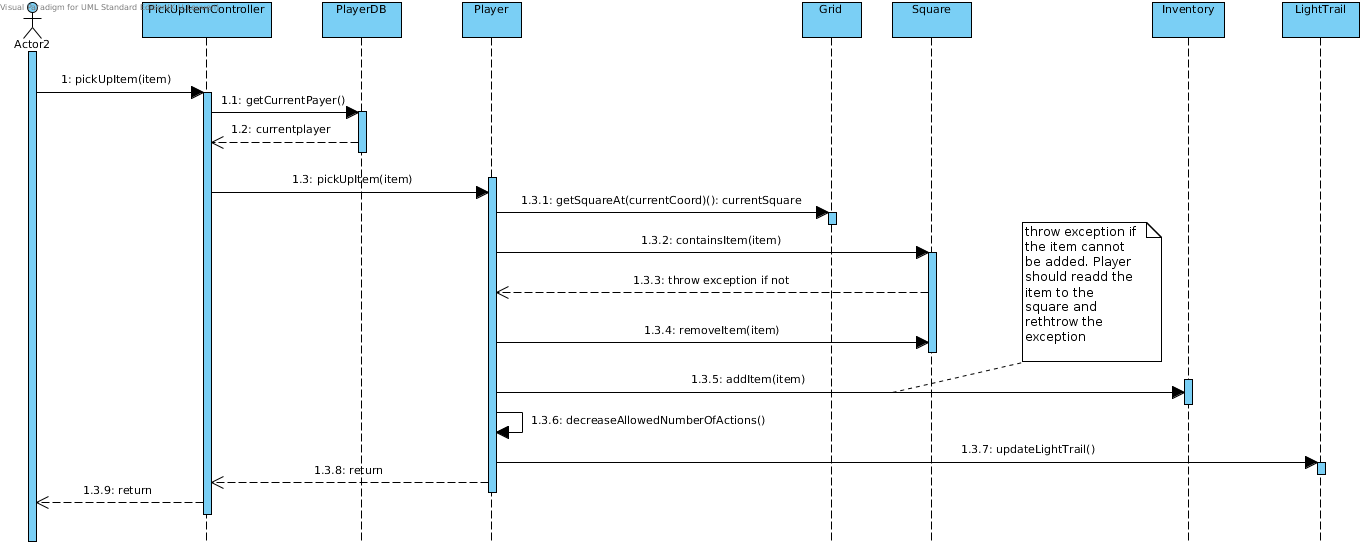 Visual Paradigm for UML Standard
PickUpItemController
PlayerDB
Player
Grid
Square
Inventory
LightTrail
Actor2
1: pickUpItem(item)
1.1: getCurrentPayer()
1.2: currentplayer
1.3: pickUpItem(item)
1.3.1: getSquareAt(currentCoord)(): currentSquare
1.3.2: containsItem(item)
1.3.3: throw exception if not
1.3.4: removeItem(item)
throw exception if
the item cannot
be added. Player
should readd the
item to the
square and
rethtrow the
exception
1.3.5: addItem(item)
1.3.6: decreaseAllowedNumberOfActions()
1.3.7: updateLightTrail()
1.3.8: return
1.3.9: return